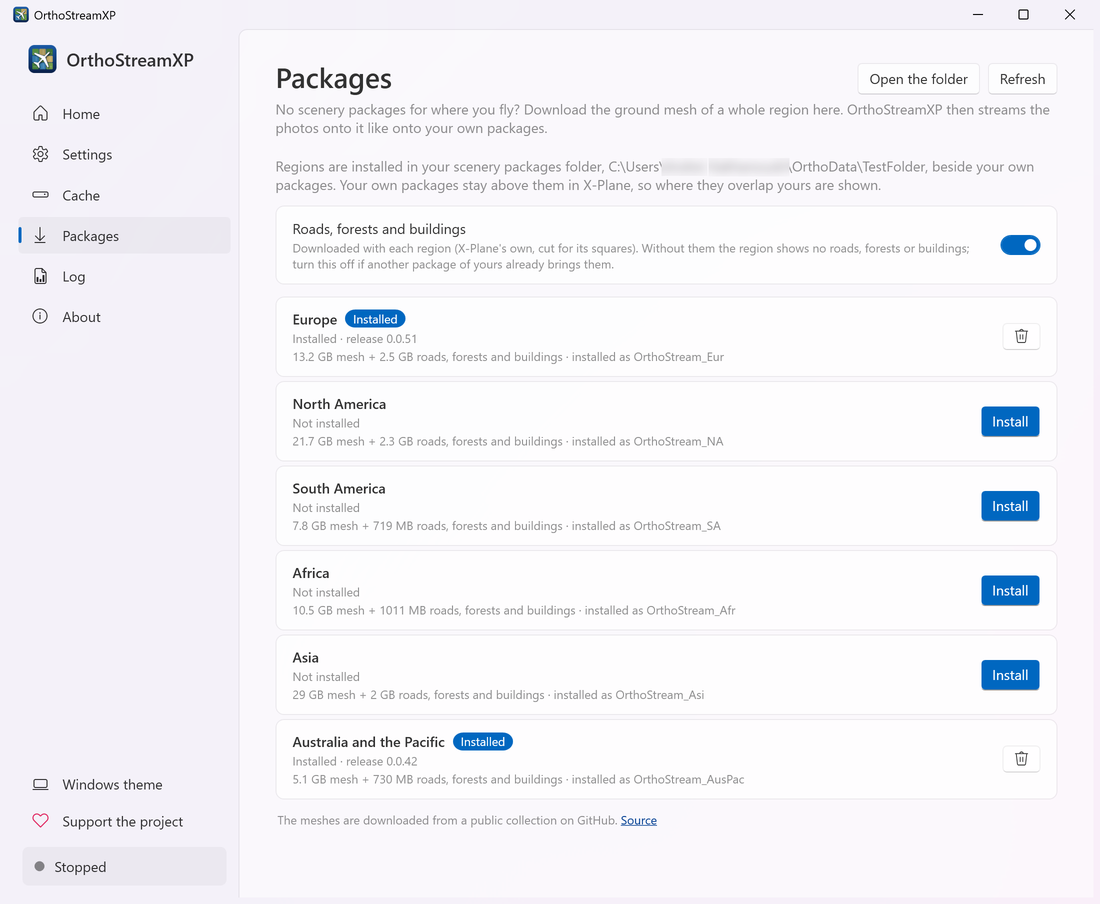 OrthoStreamXP
OrthoStreamXP
Home
Settings
Cache
Packages
Log
About
Windows theme
Support the project
Stopped
Packages
Open the folder
Refresh
No scenery packages for where you fly? Download the ground mesh of a whole region here. OrthoStreamXP then streams the
photos onto it like onto your own packages.
Regions are installed in your scenery packages folder, C:\Users\ \OrthoData\TestFolder, beside your own
packages. Your own packages stay above them in X-Plane, so where they overlap yours are shown.
Roads, forests and buildings
Downloaded with each region (X-Plane's own, cut for its squares). Without them the region shows no roads, forests or buildings;
turn this off if another package of yours already brings them.
Europe Installed
Installed · release 0.0.51
13.2 GB mesh + 2.5 GB roads, forests and buildings · installed as OrthoStream_Eur
North America
Not installed
21.7 GB mesh + 2.3 GB roads, forests and buildings · installed as OrthoStream_NA
Install
South America
Not installed
7.8 GB mesh + 719 MB roads, forests and buildings · installed as OrthoStream_SA
Install
Africa
Not installed
10.5 GB mesh + 1011 MB roads, forests and buildings · installed as OrthoStream_Afr
Install
Asia
Not installed
29 GB mesh + 2 GB roads, forests and buildings · installed as OrthoStream_Asi
Install
Australia and the Pacific Installed
Installed · release 0.0.42
5.1 GB mesh + 730 MB roads, forests and buildings · installed as OrthoStream_AusPac
The meshes are downloaded from a public collection on GitHub. Source